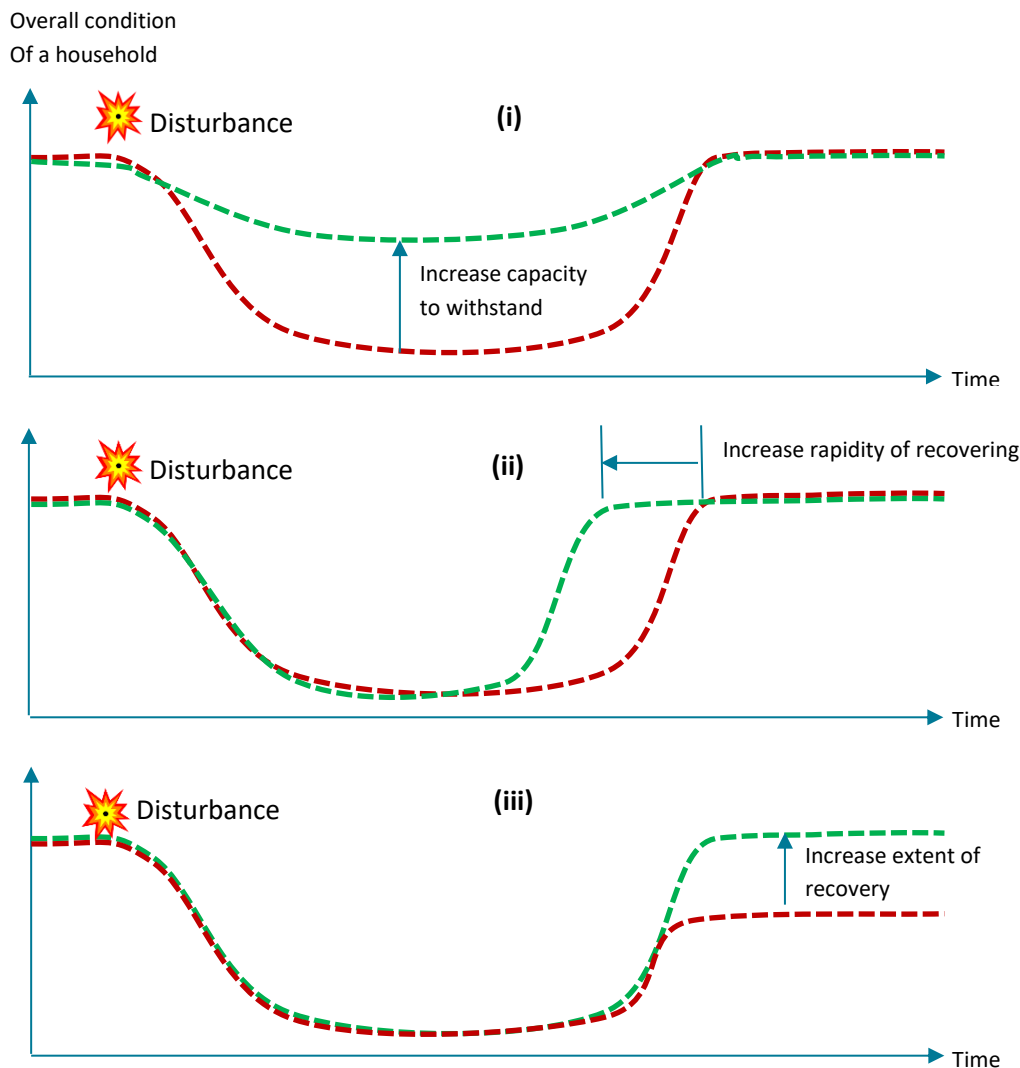 Overall condition
Of a household
Disturbance
(i)
Increase capacity
to withstand
Time
Disturbance
(ii)
Increase rapidity of recovering
Time
Disturbance
(iii)
Increase extent of
recovery
Time